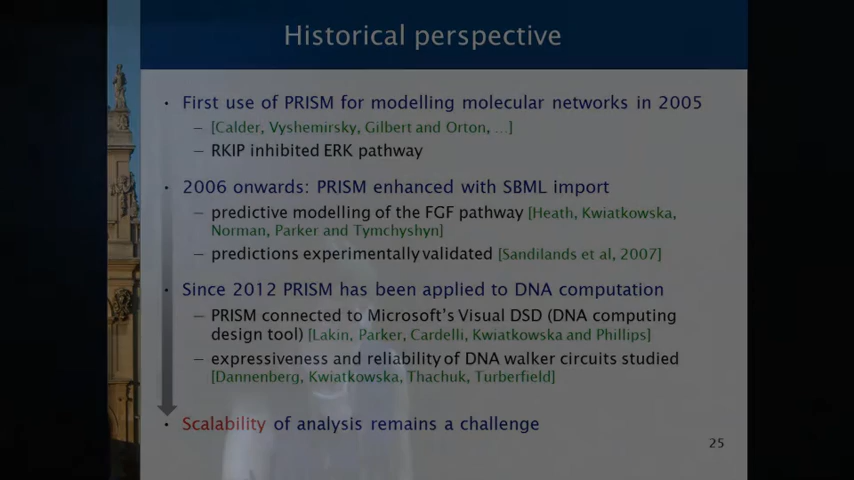 Historical perspective
• First use of PRISM for modelling molecular networks in 2005
– [Calder, Vyshemirsky, Gilbert and Orton, ...]
– RKIP inhibited ERK pathway
• 2006 onwards: PRISM enhanced with SBML import
– predictive modelling of the FGF pathway [Heath, Kwiatkowska,
Norman, Parker and Tymchyshyn]
– predictions experimentally validated [Sandilands et al, 2007]
• Since 2012 PRISM has been applied to DNA computation
– PRISM connected to Microsoft's Visual DSD (DNA computing
design tool) [Lakin, Parker, Cardelli, Kwiatkowska and Phillips]
– expressiveness and reliability of DNA walker circuits studied
[Dannenberg, Kwiatkowska, Thachuk, Turberfield]
• Scalability of analysis remains a challenge
25